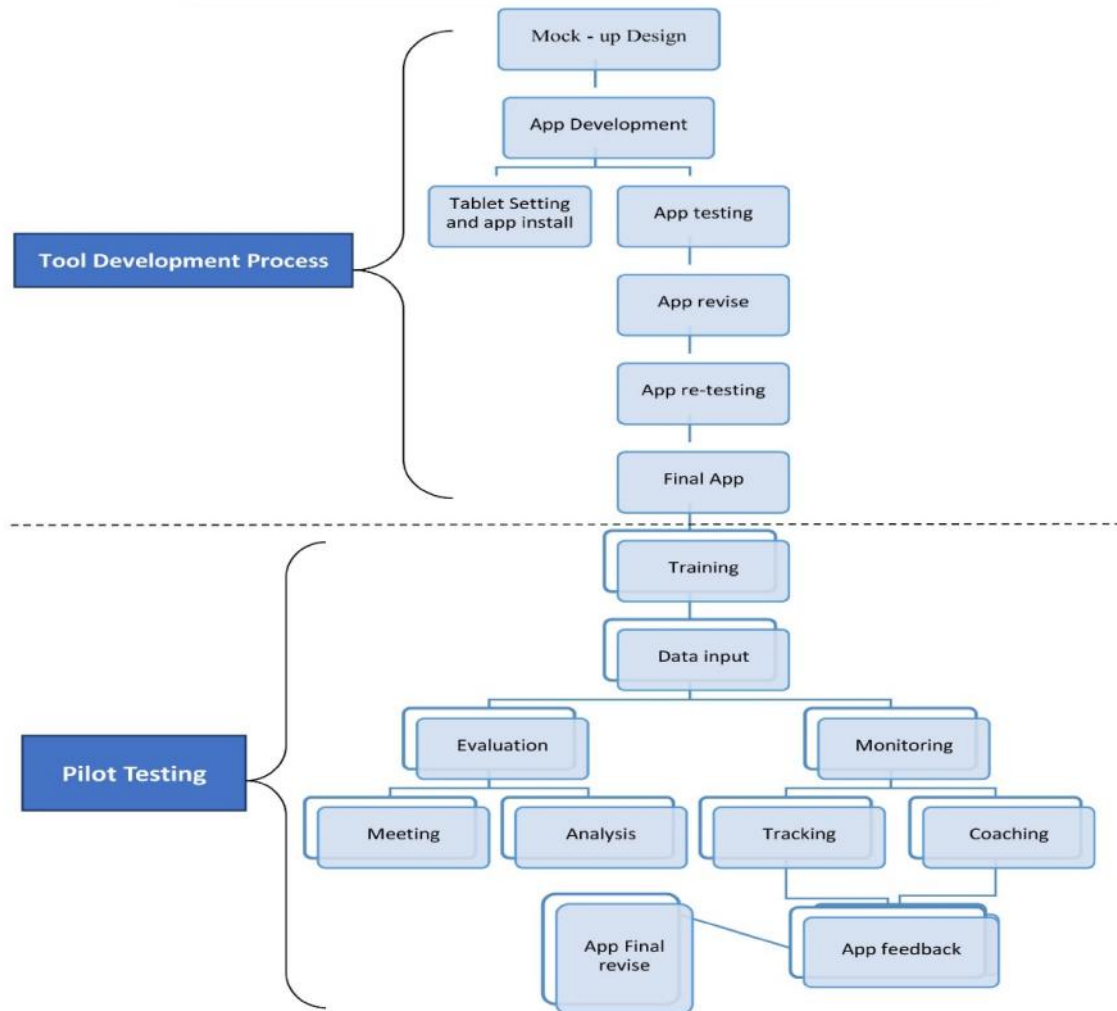 Mock - up Design
App Development
Tablet Setting
and app install
App testing
Tool Development Process
App revise
App re-testing
Final App
Training
Data input
Evaluation
Monitoring
Pilot Testing
Meeting
Analysis
Tracking
Coaching
App Final
revise
App feedback